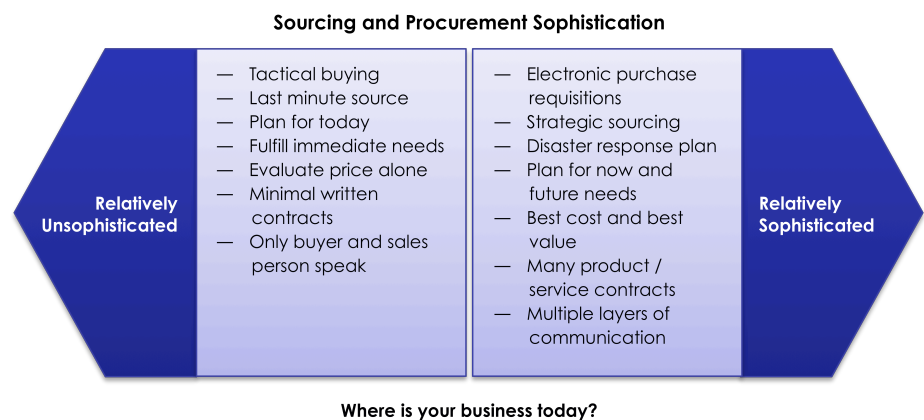 Sourcing and Procurement Sophistication
Relatively
Unsophisticated
— Tactical buying
— Last minute source
— Plan for today
— Fulfill immediate needs
— Evaluate price alone
— Minimal written
contracts
— Only buyer and sales
person speak
— Electronic purchase
requisitions
— Strategic sourcing
— Disaster response plan
— Plan for now and
future needs
— Best cost and best
value
— Many product /
service contracts
— Multiple layers of
communication
Relatively
Sophisticated
Where is your business today?